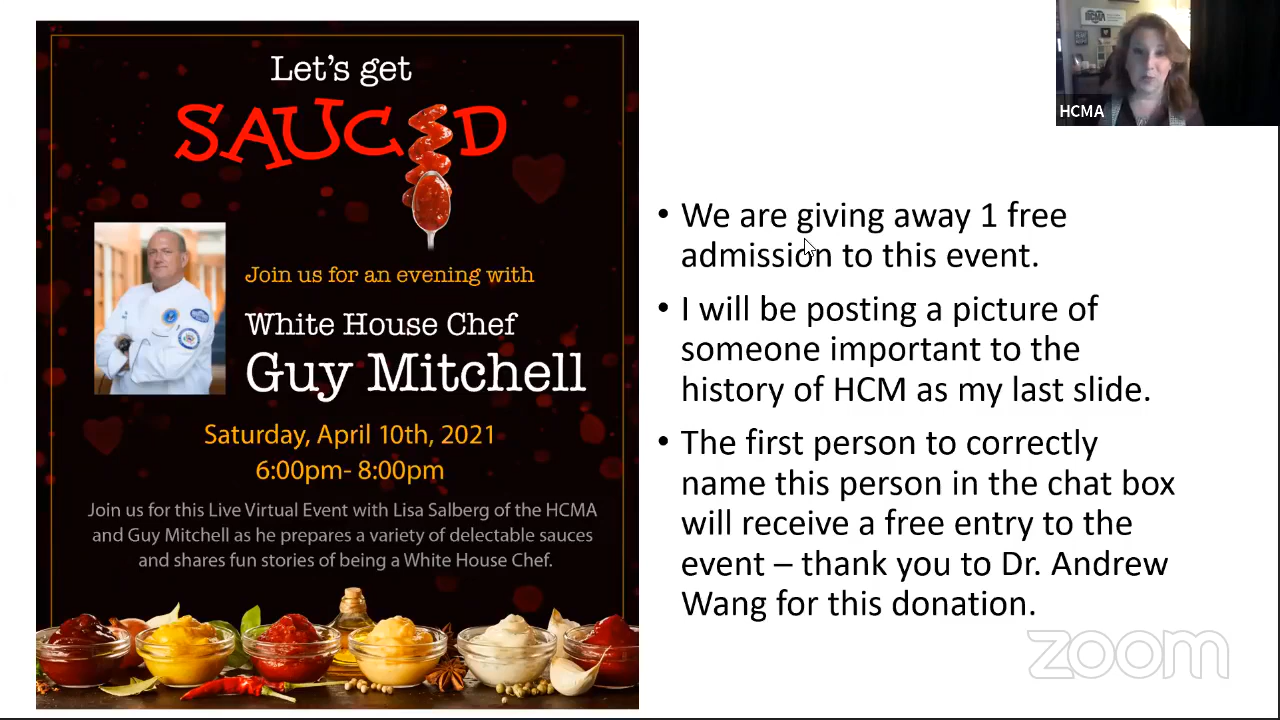 Let's get
SAUCED
Join us for an evening with
White House Chef
Guy Mitchell
Saturday, April 10th, 2021
6:00pm- 8:00pm
Join us for this Live Virtual Event with Lisa Salberg of the HCMA
and Guy Mitchell as he prepares a variety of delectable sauces
and shares fun stories of being a White House Chef.
• We are giving away 1 free
admission to this event.
• I will be posting a picture of
someone important to the
history of HCM as my last slide.
• The first person to correctly
name this person in the chat box
will receive a free entry to the
event – thank you to Dr. Andrew
Wang for this donation.
HCMA
HCMA
zoom